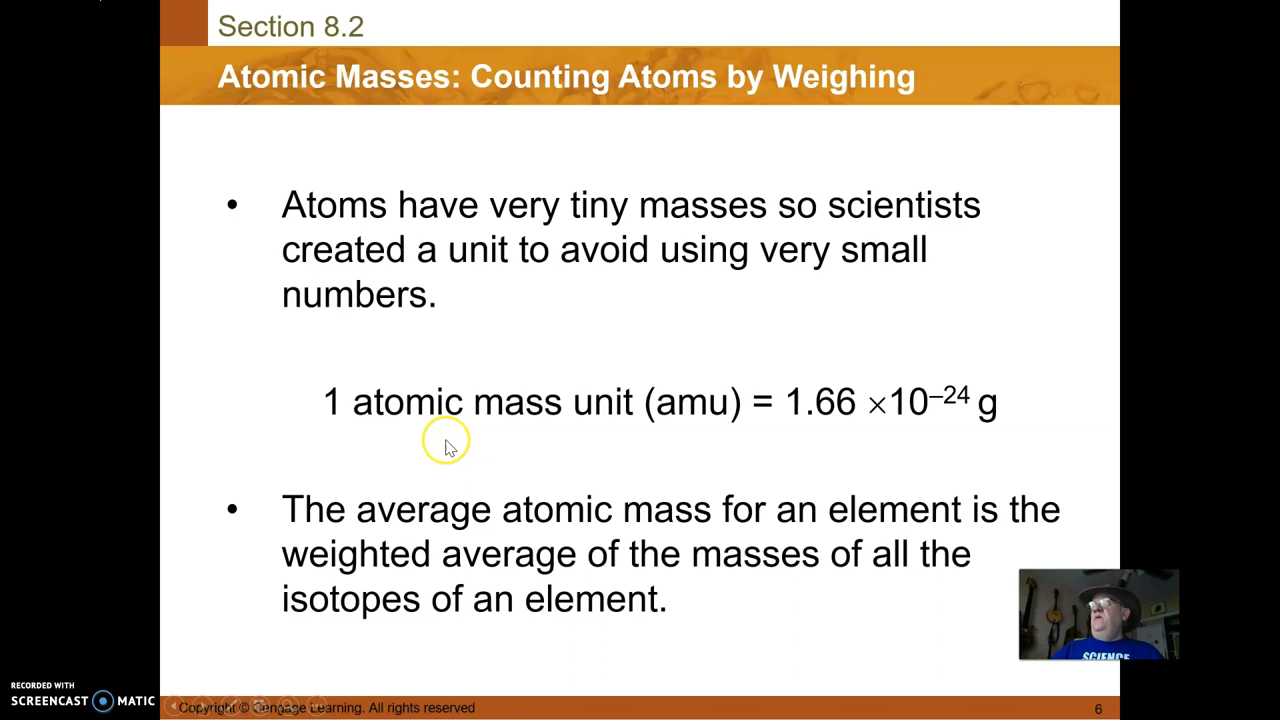 Section 8.2
Atomic Masses: Counting Atoms by Weighing
• Atoms have very tiny masses so scientists
created a unit to avoid using very small
numbers.
1 atomic mass unit (amu) = 1.66 ×10⁻²⁴ g
• The average atomic mass for an element is the
weighted average of the masses of all the
isotopes of an element.
SCIENCE
RECORDED WITH
SCREENCAST MATIC
Copyright © Cengage Learning. All rights reserved
6